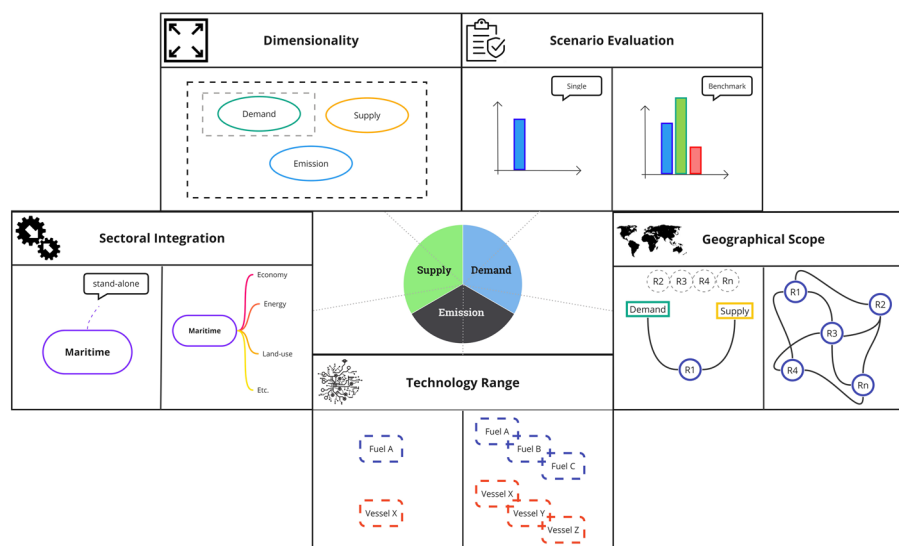 Dimensionality
Scenario Evaluation
Demand
Supply
Emission
Single
Benchmark
Sectoral Integration
Supply
Demand
Emission
Geographical Scope
stand-alone
Maritime
Maritime
Economy
Energy
Land-use
Etc.
R2
R3
R4
Rn
Demand
Supply
R1
R1
R2
R3
R4
Rn
Technology Range
Fuel A
Vessel X
Fuel A
Fuel B
Fuel C
Vessel X
Vessel Y
Vessel Z